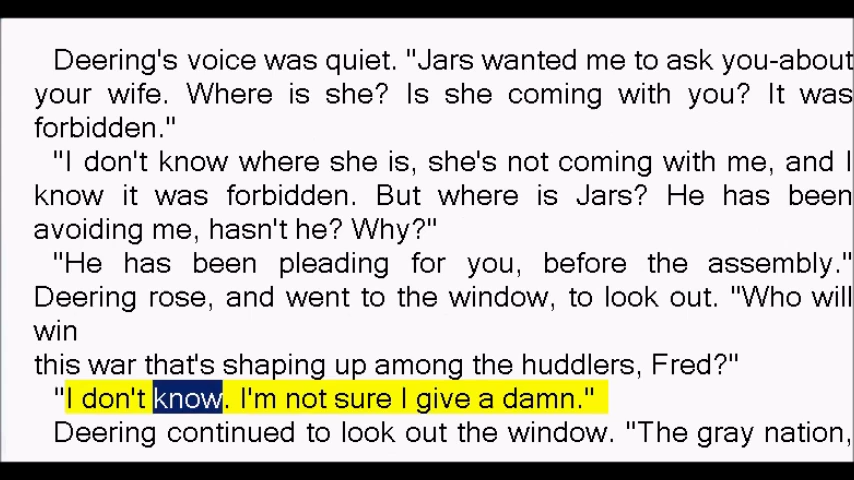 Deering's voice was quiet. "Jars wanted me to ask you-about
your wife. Where is she? Is she coming with you? It was
forbidden."
"I don't know where she is, she's not coming with me, and I
know it was forbidden. But where is Jars? He has been
avoiding me, hasn't he? Why?"
"He has been pleading for you, before the assembly."
Deering rose, and went to the window, to look out. "Who will
win
this war that's shaping up among the huddlers, Fred?"
"I don't know. I'm not sure I give a damn."
Deering continued to look out the window. "The gray nation,